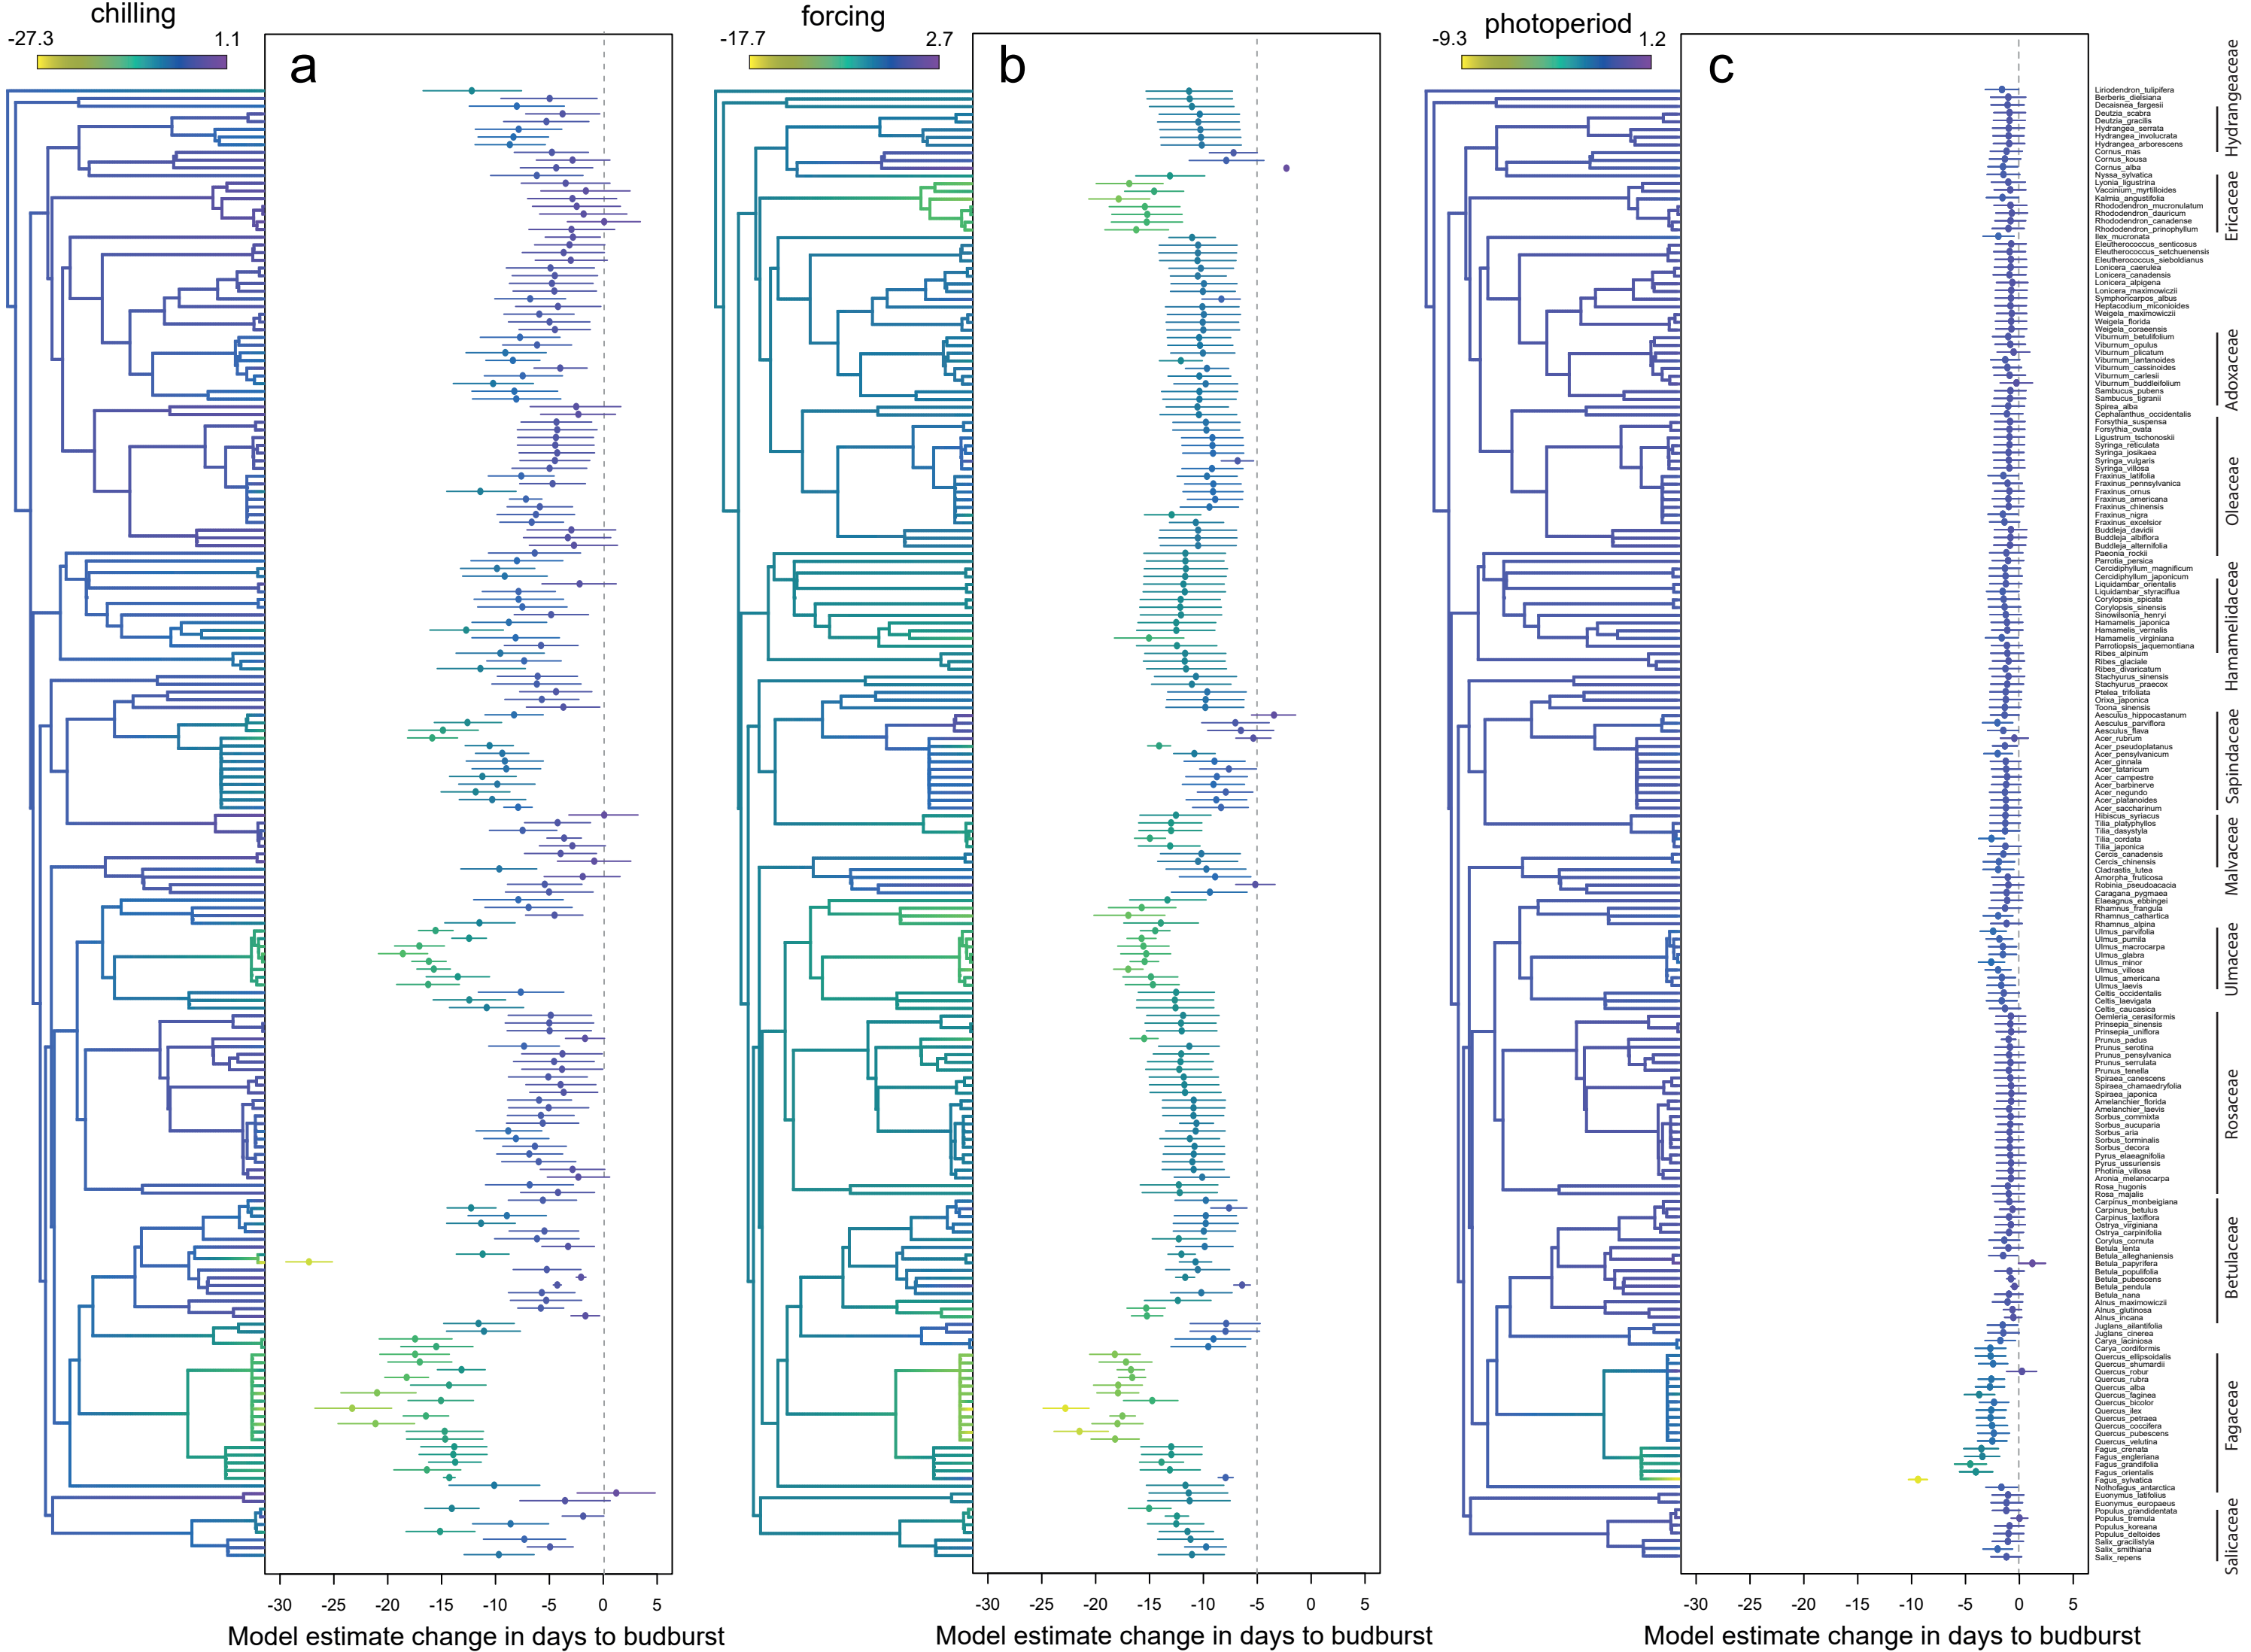 chilling
-27.3 1.1
a
forcing
-17.7 2.7
b
photoperiod
-9.3 1.2
c
Liriodendron_tulipifera
Berberis_dielsiana
Decaisnea_fargesii
Deutzia_scabra
Deutzia_gracilis
Hydrangea_serrata
Hydrangea_involucrata
Hydrangea_arborescens
Cornus_mas
Cornus_kousa
Cornus_alba
Nyssa_sylvatica
Lyonia_ligustrina
Vaccinium_myrtilloides
Kalmia_angustifolia
Rhododendron_mucronulatum
Rhododendron_dauricum
Rhododendron_canadense
Rhododendron_prinophyllum
Ilex_mucronata
Eleutherococcus_senticosus
Eleutherococcus_setchuenensis
Eleutherococcus_sieboldianus
Lonicera_caerulea
Lonicera_canadensis
Lonicera_alpigena
Lonicera_maximowiczii
Symphoricarpos_albus
Heptacodium_miconioides
Weigela_maximowiczii
Weigela_florida
Weigela_coraeensis
Viburnum_betulifolium
Viburnum_opulus
Viburnum_plicatum
Viburnum_lantanoides
Viburnum_cassinoides
Viburnum_carlesii
Viburnum_buddleifolium
Sambucus_pubens
Sambucus_tigranii
Spirea_alba
Cephalanthus_occidentalis
Forsythia_suspensa
Forsythia_ovata
Ligustrum_tschonoskii
Syringa_reticulata
Syringa_josikaea
Syringa_vulgaris
Syringa_villosa
Fraxinus_latifolia
Fraxinus_pennsylvanica
Fraxinus_ornus
Fraxinus_americana
Fraxinus_chinensis
Fraxinus_nigra
Fraxinus_excelsior
Buddleja_davidii
Buddleja_albiflora
Buddleja_alternifolia
Paeonia_rockii
Parrotia_persica
Cercidiphyllum_magnificum
Cercidiphyllum_japonicum
Liquidambar_orientalis
Liquidambar_styraciflua
Corylopsis_spicata
Corylopsis_sinensis
Sinowilsonia_henryi
Hamamelis_japonica
Hamamelis_vernalis
Hamamelis_virginiana
Parrotiopsis_jaquemontiana
Ribes_alpinum
Ribes_glaciale
Ribes_divaricatum
Stachyurus_sinensis
Stachyurus_praecox
Ptelea_trifoliata
Orixa_japonica
Toona_sinensis
Aesculus_hippocastanum
Aesculus_parviflora
Aesculus_flava
Acer_rubrum
Acer_pseudoplatanus
Acer_pensylvanicum
Acer_ginnala
Acer_tataricum
Acer_campestre
Acer_barbinerve
Acer_negundo
Acer_platanoides
Acer_saccharinum
Hibiscus_syriacus
Tilia_platyphyllos
Tilia_dasystyla
Tilia_cordata
Tilia_japonica
Cercis_canadensis
Cercis_chinensis
Cladrastis_lutea
Amorpha_fruticosa
Robinia_pseudoacacia
Caragana_pygmaea
Elaeagnus_ebbingei
Rhamnus_frangula
Rhamnus_cathartica
Rhamnus_alpina
Ulmus_parvifolia
Ulmus_pumila
Ulmus_macrocarpa
Ulmus_glabra
Ulmus_minor
Ulmus_villosa
Ulmus_americana
Ulmus_laevis
Celtis_occidentalis
Celtis_laevigata
Celtis_caucasica
Oemleria_cerasiformis
Prinsepia_sinensis
Prinsepia_uniflora
Prunus_padus
Prunus_serotina
Prunus_pensylvanica
Prunus_serrulata
Prunus_tenella
Spiraea_canescens
Spiraea_chamaedryfolia
Spiraea_japonica
Amelanchier_florida
Amelanchier_laevis
Sorbus_commixta
Sorbus_aucuparia
Sorbus_aria
Sorbus_torminalis
Sorbus_decora
Pyrus_elaeagnifolia
Pyrus_ussuriensis
Photinia_villosa
Aronia_melanocarpa
Rosa_hugonis
Rosa_majalis
Carpinus_monbeigiana
Carpinus_betulus
Carpinus_laxiflora
Ostrya_virginiana
Ostrya_carpinifolia
Corylus_cornuta
Betula_lenta
Betula_alleghaniensis
Betula_papyrifera
Betula_populifolia
Betula_pubescens
Betula_pendula
Betula_nana
Alnus_maximowiczii
Alnus_glutinosa
Alnus_incana
Juglans_ailantifolia
Juglans_cinerea
Carya_laciniosa
Carya_cordiformis
Quercus_ellipsoidalis
Quercus_shumardii
Quercus_robur
Quercus_rubra
Quercus_alba
Quercus_faginea
Quercus_bicolor
Quercus_ilex
Quercus_petraea
Quercus_coccifera
Quercus_pubescens
Quercus_velutina
Fagus_crenata
Fagus_engleriana
Fagus_grandifolia
Fagus_orientalis
Fagus_sylvatica
Nothofagus_antarctica
Euonymus_latifolius
Euonymus_europaeus
Populus_grandidentata
Populus_tremula
Populus_koreana
Populus_deltoides
Salix_gracilistyla
Salix_smithiana
Salix_repens
Hydrangeaceae
Ericaceae
Adoxaceae
Oleaceae
Hamamelidaceae
Sapindaceae
Malvaceae
Ulmaceae
Rosaceae
Betulaceae
Fagaceae
Salicaceae
-30 -25 -20 -15 -10 -5 0 5
Model estimate change in days to budburst
-30 -25 -20 -15 -10 -5 0 5
Model estimate change in days to budburst
-30 -25 -20 -15 -10 -5 0 5
Model estimate change in days to budburst